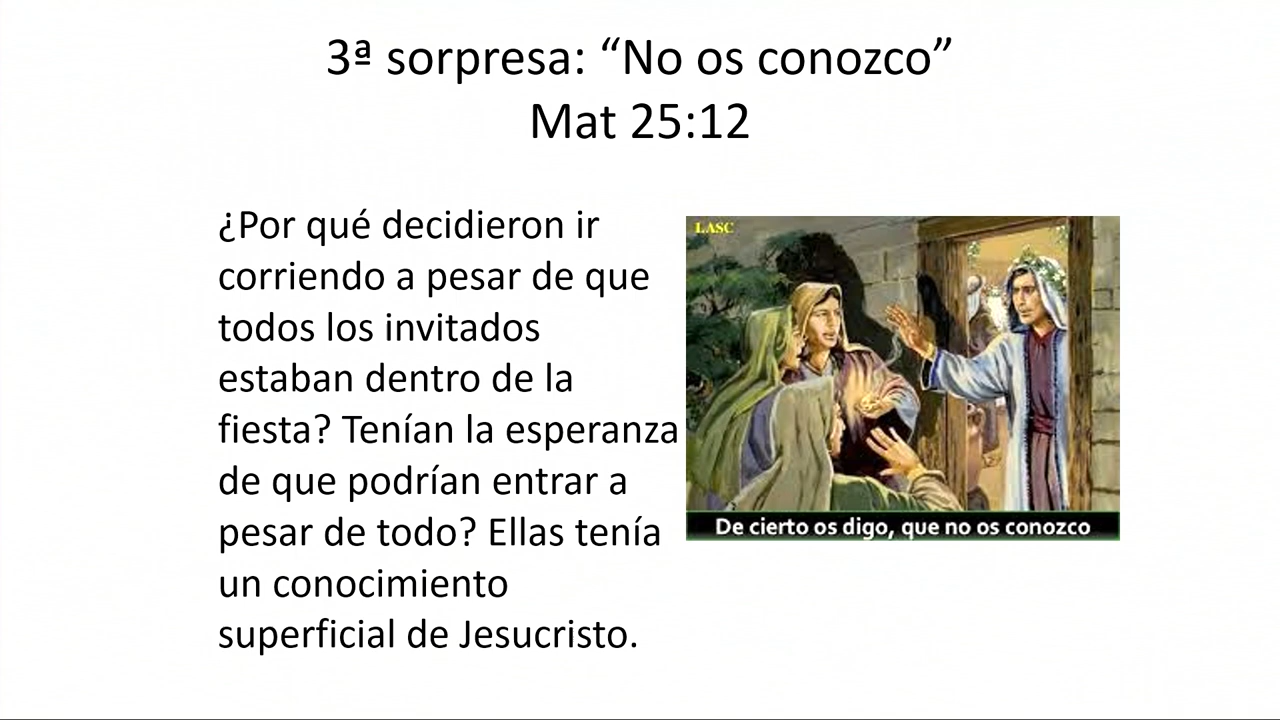 3ª sorpresa: “No os conozco”
Mat 25:12
¿Por qué decidieron ir
corriendo a pesar de que
todos los invitados
estaban dentro de la
fiesta? Tenían la esperanza
de que podrían entrar a
pesar de todo? Ellas tenía
un conocimiento
superficial de Jesucristo.
LASC
De cierto os digo, que no os conozco